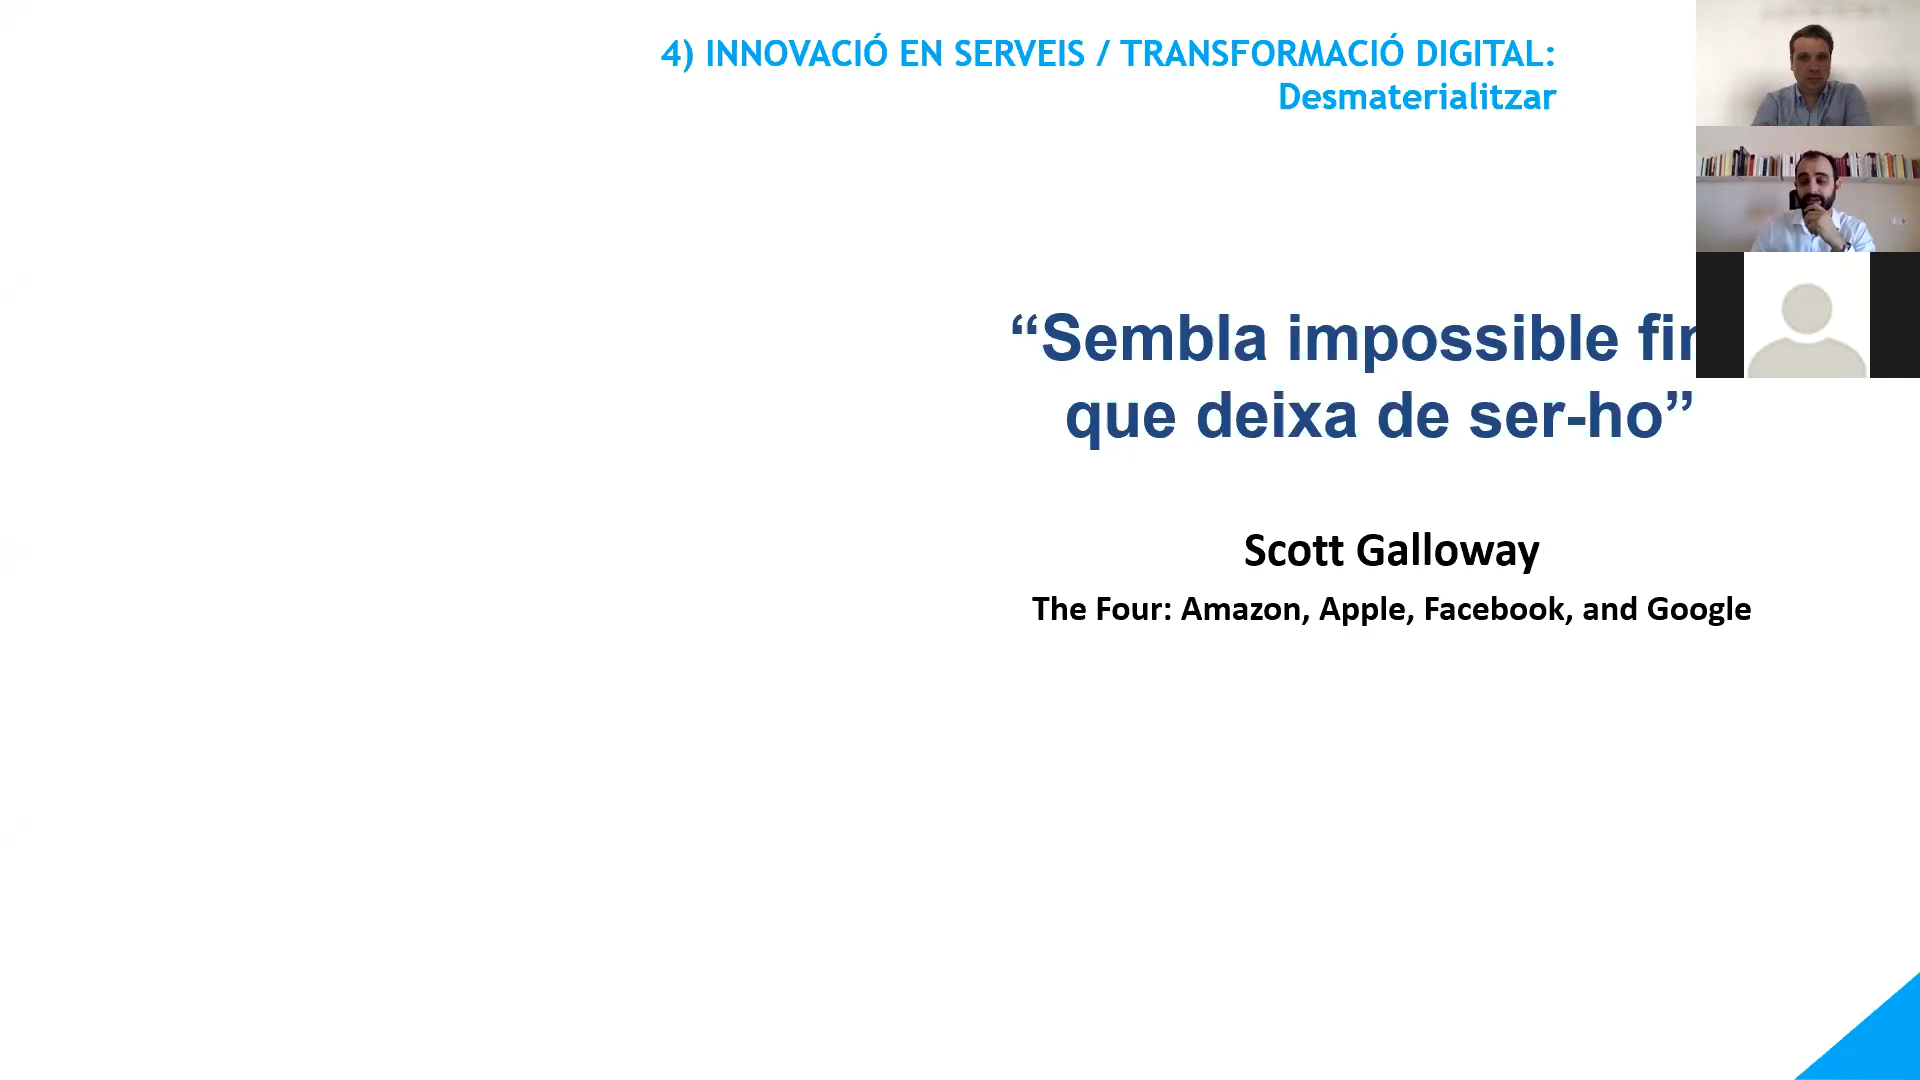 4) INNOVACIÓ EN SERVEIS / TRANSFORMACIÓ DIGITAL:
Desmaterialitzar
“Sembla impossible
que deixa de ser-ho”
Scott Galloway
The Four: Amazon, Apple, Facebook, and Google